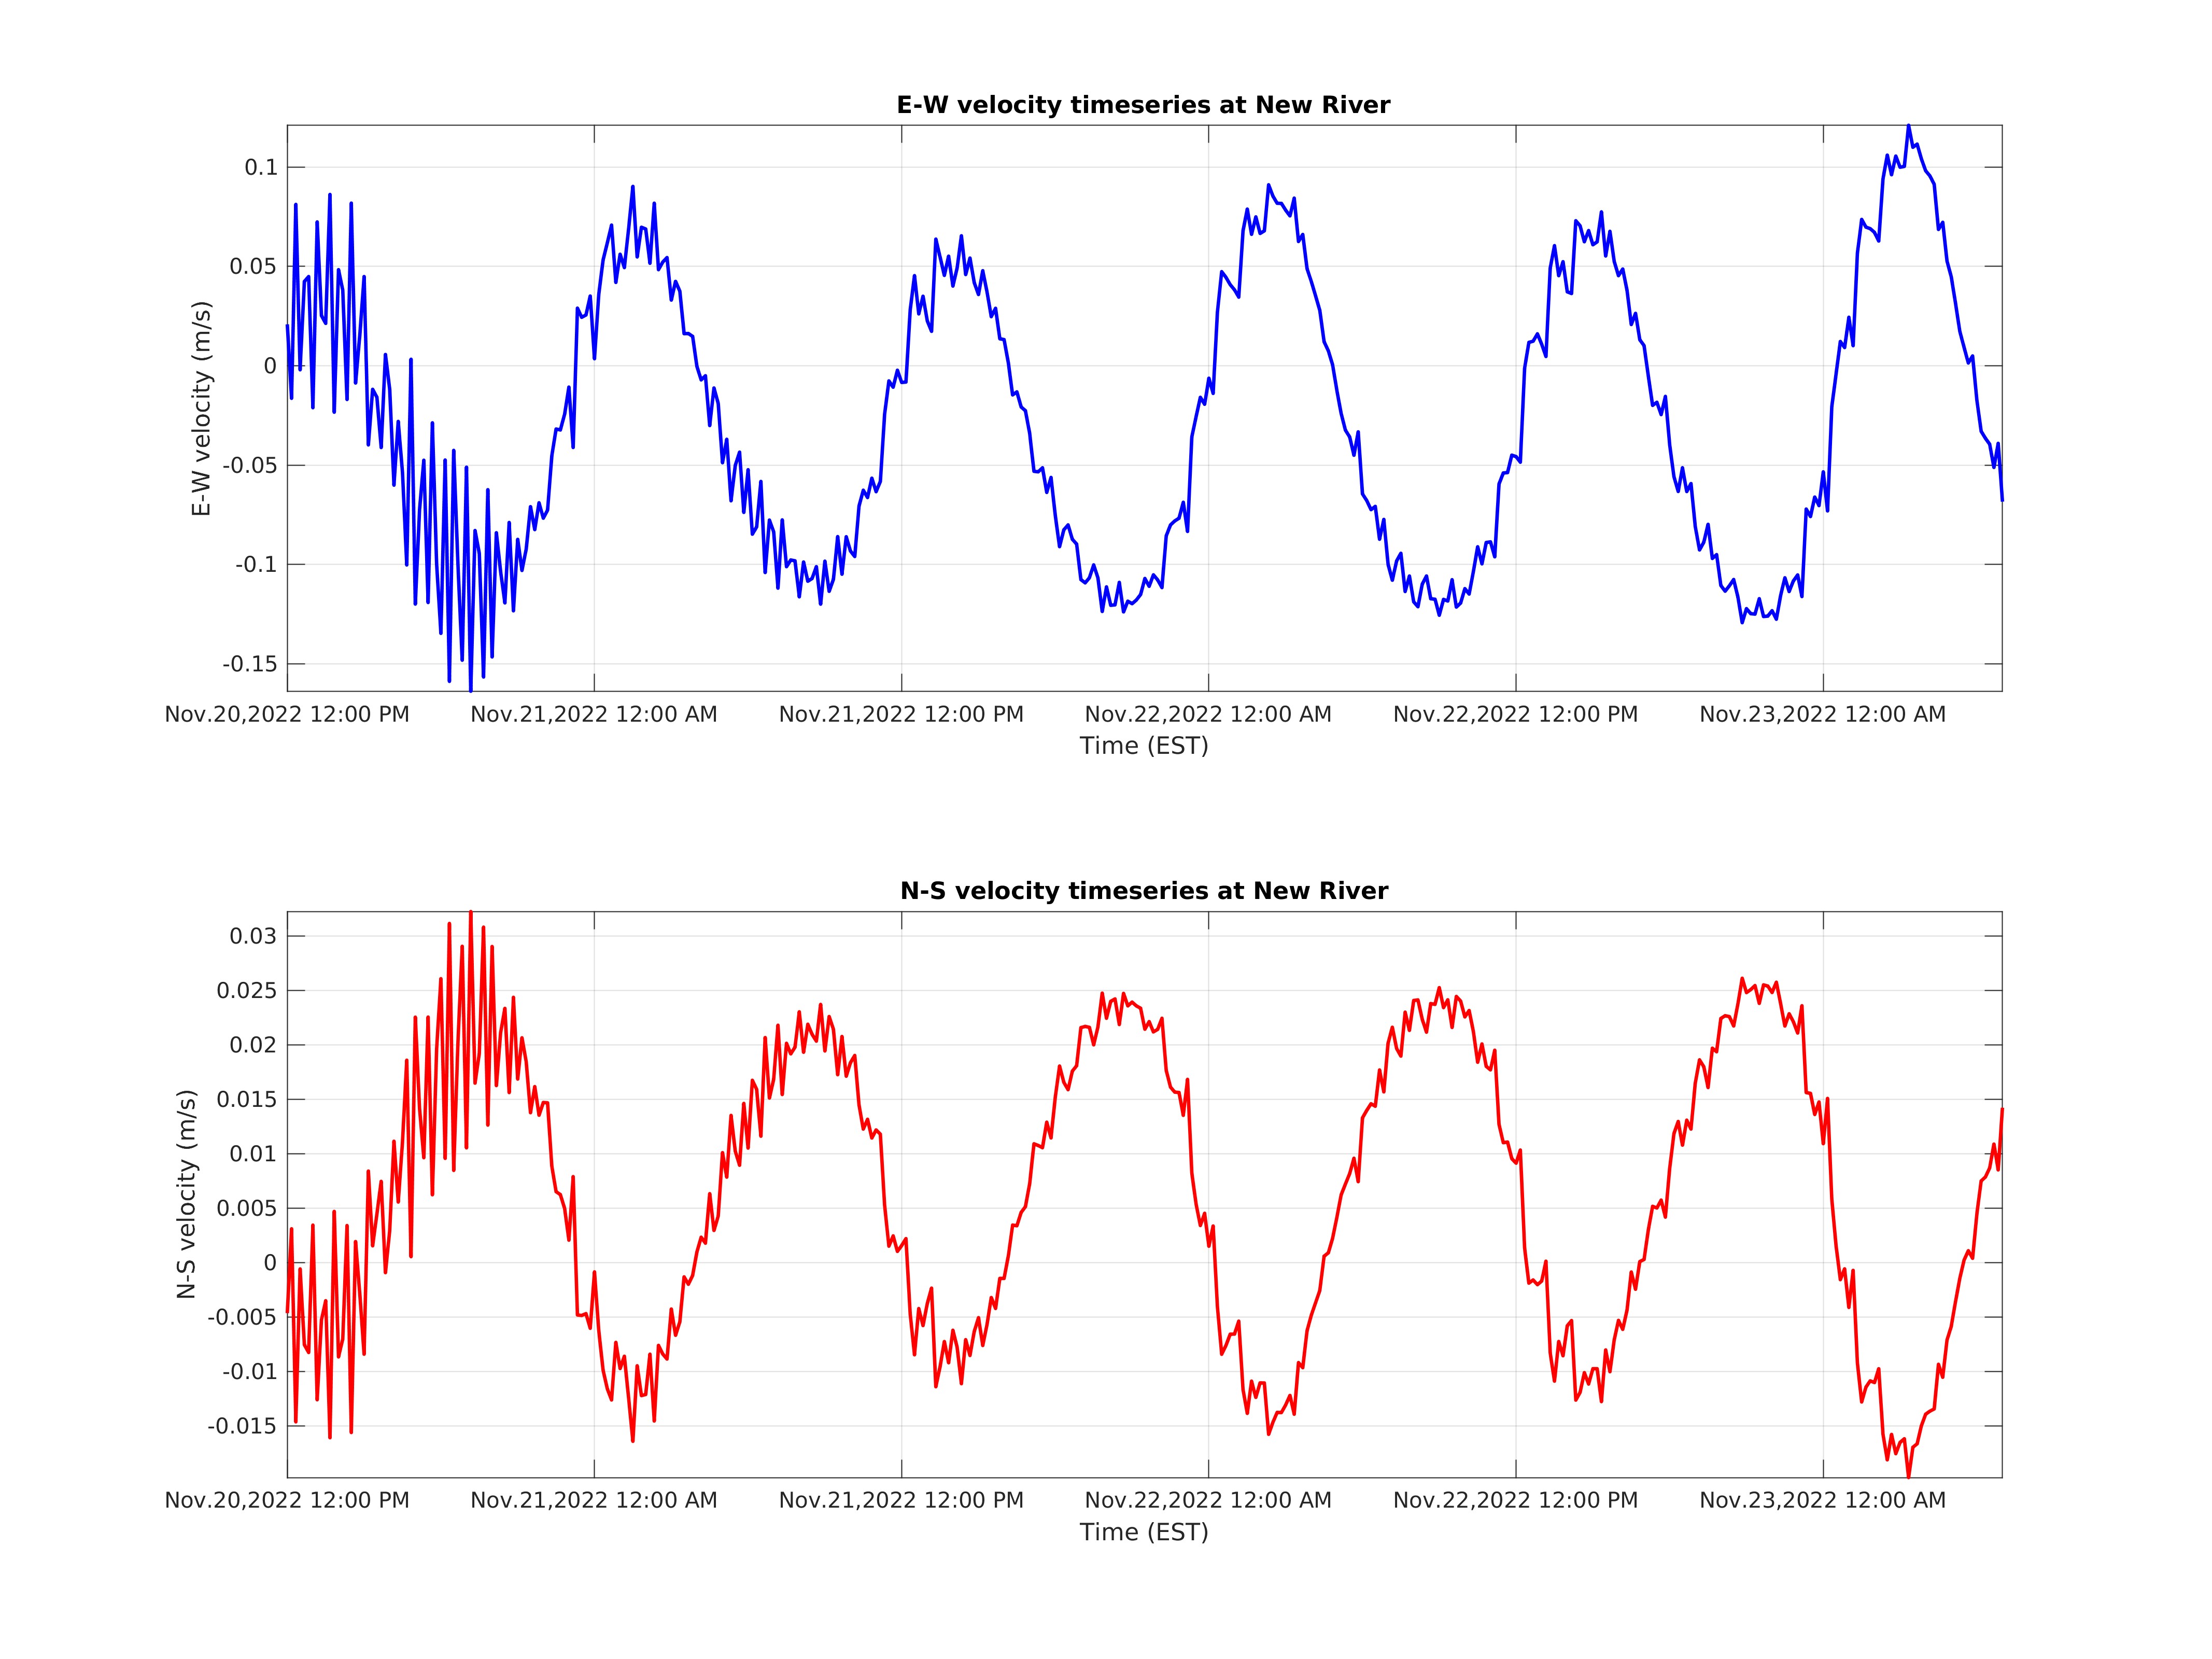 E-W velocity timeseries at New River
0.1
0.05
0
-0.05
-0.1
-0.15
E-W velocity (m/s)
Nov.20,2022 12:00 PM Nov.21,2022 12:00 AM Nov.21,2022 12:00 PM Nov.22,2022 12:00 AM Nov.22,2022 12:00 PM Nov.23,2022 12:00 AM
Time (EST)
N-S velocity timeseries at New River
0.03
0.025
0.02
0.015
0.01
0.005
0
-0.005
-0.01
-0.015
N-S velocity (m/s)
Nov.20,2022 12:00 PM Nov.21,2022 12:00 AM Nov.21,2022 12:00 PM Nov.22,2022 12:00 AM Nov.22,2022 12:00 PM Nov.23,2022 12:00 AM
Time (EST)